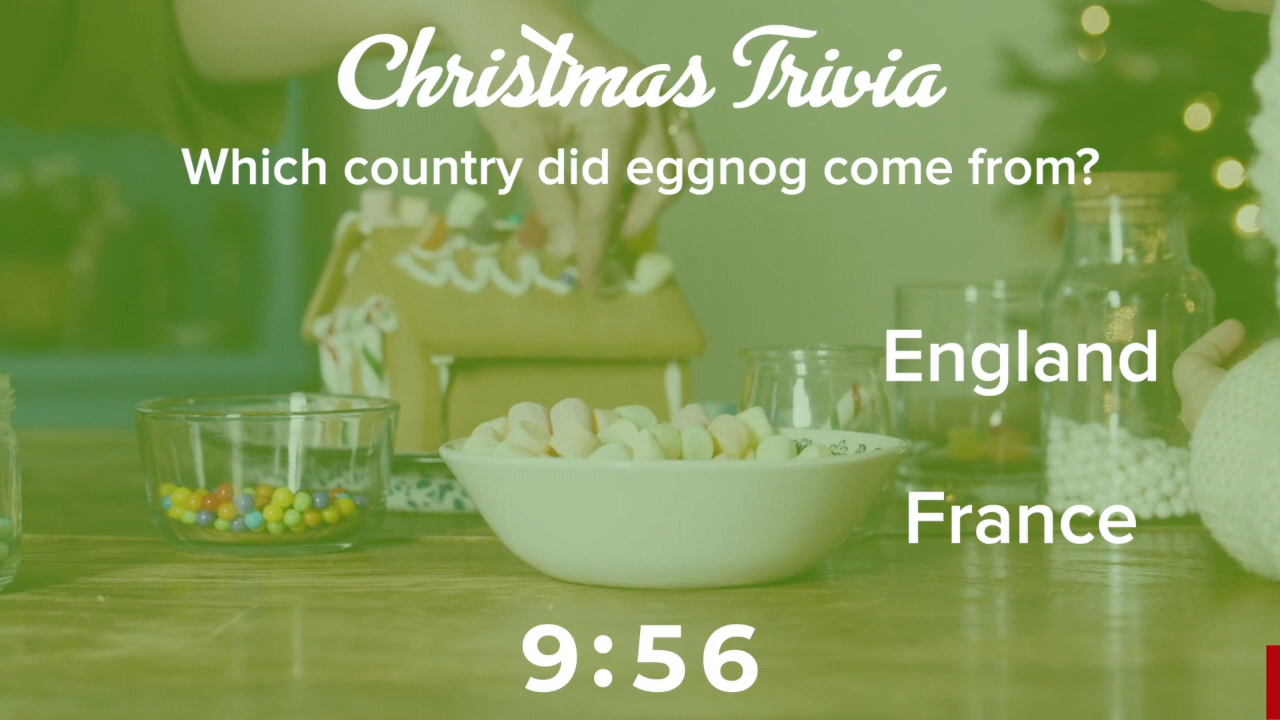 Christmas Trivia
Which country did eggnog come from?
England
France
9:56